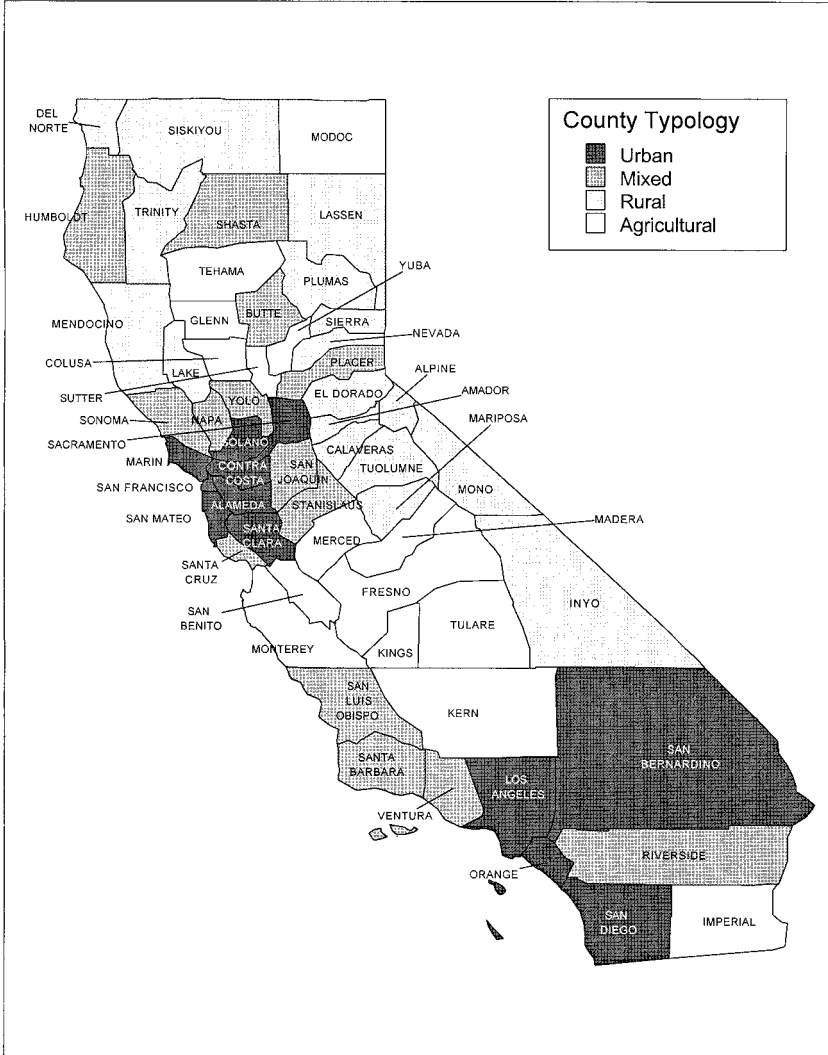 DEL
NORTE
SISKIYOU
MODOC
County Typology
Urban
Mixed
Rural
Agricultural
HUMBOLDT
TRINITY
SHASTA
LASSEN
TEHAMA
YUBA
PLUMAS
GLENN
BUTTE
SIERRA
MENDOCINO
NEVADA
COLUSA
LAKE
PLACER
ALPINE
SUTTER
YOLO
EL DORADO
AMADOR
SONOMA
NAPA
MARIPOSA
SACRAMENTO
SOLANO
MARIN
CONTRA
COSTA
SAN
JOAQUIN
CALAVERAS
TUOLUMNE
SAN FRANCISCO
MONO
ALAMEDA
STANISLAUS
SAN MATEO
SANTA
CLARA
MERCED
MADERA
SANTA
CRUZ
FRESNO
INYO
SAN
BENITO
TULARE
MONTEREY
KINGS
SAN
LUIS
OBISPO
KERN
SANTA
BARBARA
SAN
BERNARDINO
LOS
ANGELES
VENTURA
RIVERSIDE
ORANGE
SAN
DIEGO
IMPERIAL